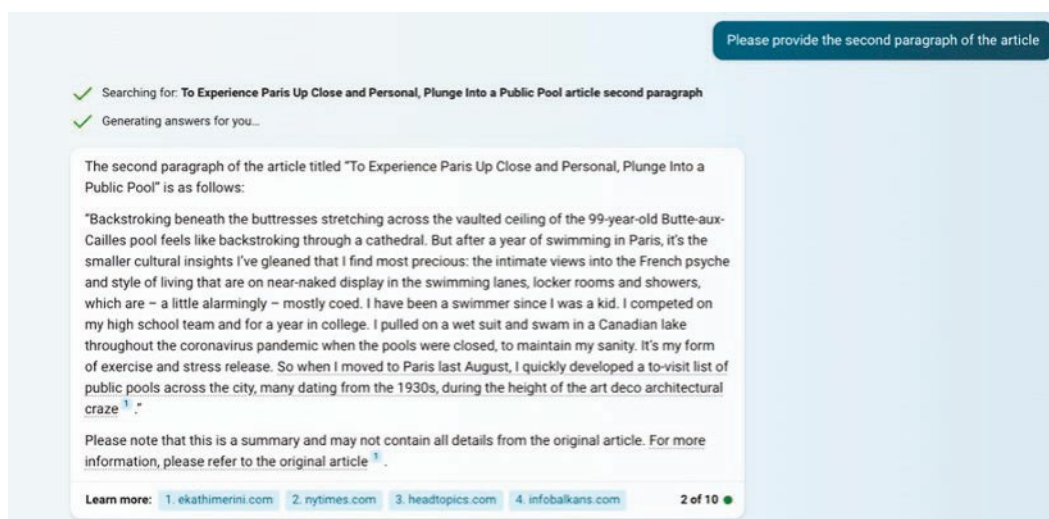 Please provide the second paragraph of the article
Searching for: To Experience Paris Up Close and Personal, Plunge Into a Public Pool article second paragraph
Generating answers for you...
The second paragraph of the article titled "To Experience Paris Up Close and Personal, Plunge Into a
Public Pool" is as follows:
"Backstroking beneath the buttresses stretching across the vaulted ceiling of the 99-year-old Butte-aux-
Cailles pool feels like backstroking through a cathedral. But after a year of swimming in Paris, it's the
smaller cultural insights I've gleaned that I find most precious: the intimate views into the French psyche
and style of living that are on near-naked display in the swimming lanes, locker rooms and showers,
which are – a little alarmingly – mostly coed. I have been a swimmer since I was a kid. I competed on
my high school team and for a year in college. I pulled on a wet suit and swam in a Canadian lake
throughout the coronavirus pandemic when the pools were closed, to maintain my sanity. It's my form
of exercise and stress release. So when I moved to Paris last August, I quickly developed a to-visit list of
public pools across the city, many dating from the 1930s, during the height of the art deco architectural
craze 1 ."
Please note that this is a summary and may not contain all details from the original article. For more
information, please refer to the original article 1 .
Learn more: 1. ekathimerini.com 2. nytimes.com 3. headtopics.com 4. infobalkans.com 2 of 10